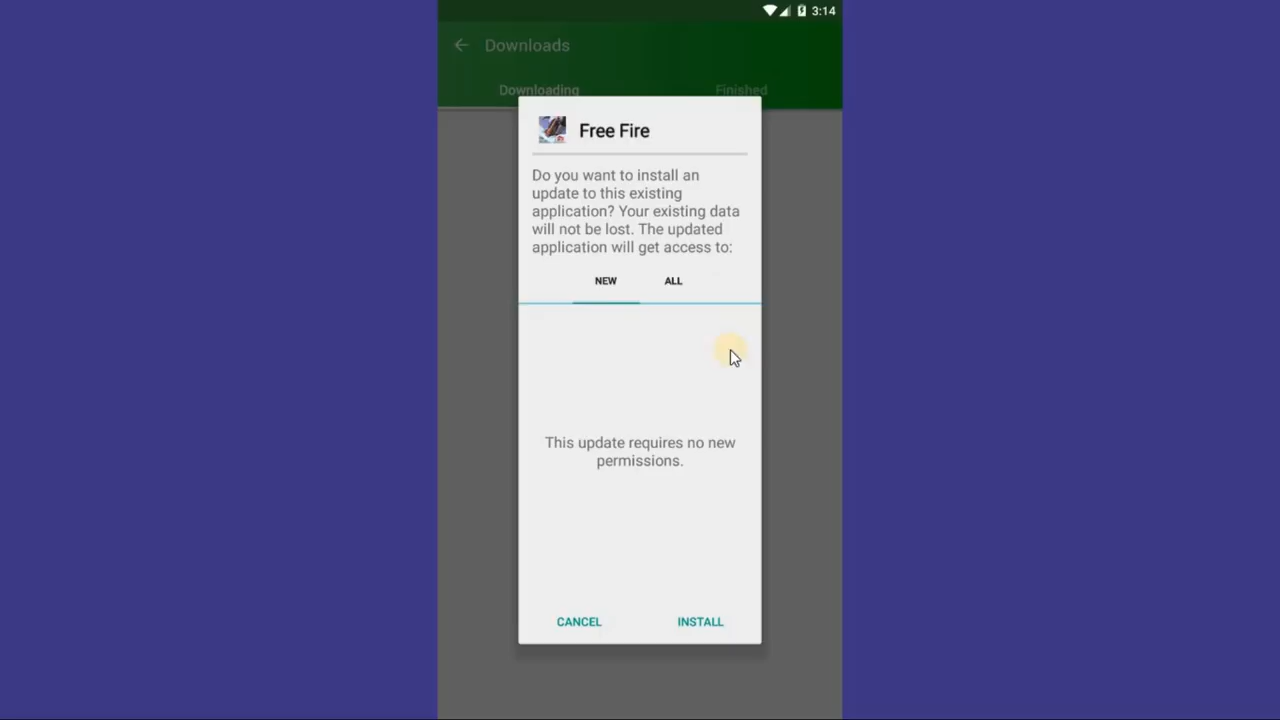 3:14
Downloads
Downloading
Finished
Free Fire
Do you want to install an
update to this existing
application? Your existing data
will not be lost. The updated
application will get access to:
NEW
ALL
This update requires no new
permissions.
CANCEL
INSTALL